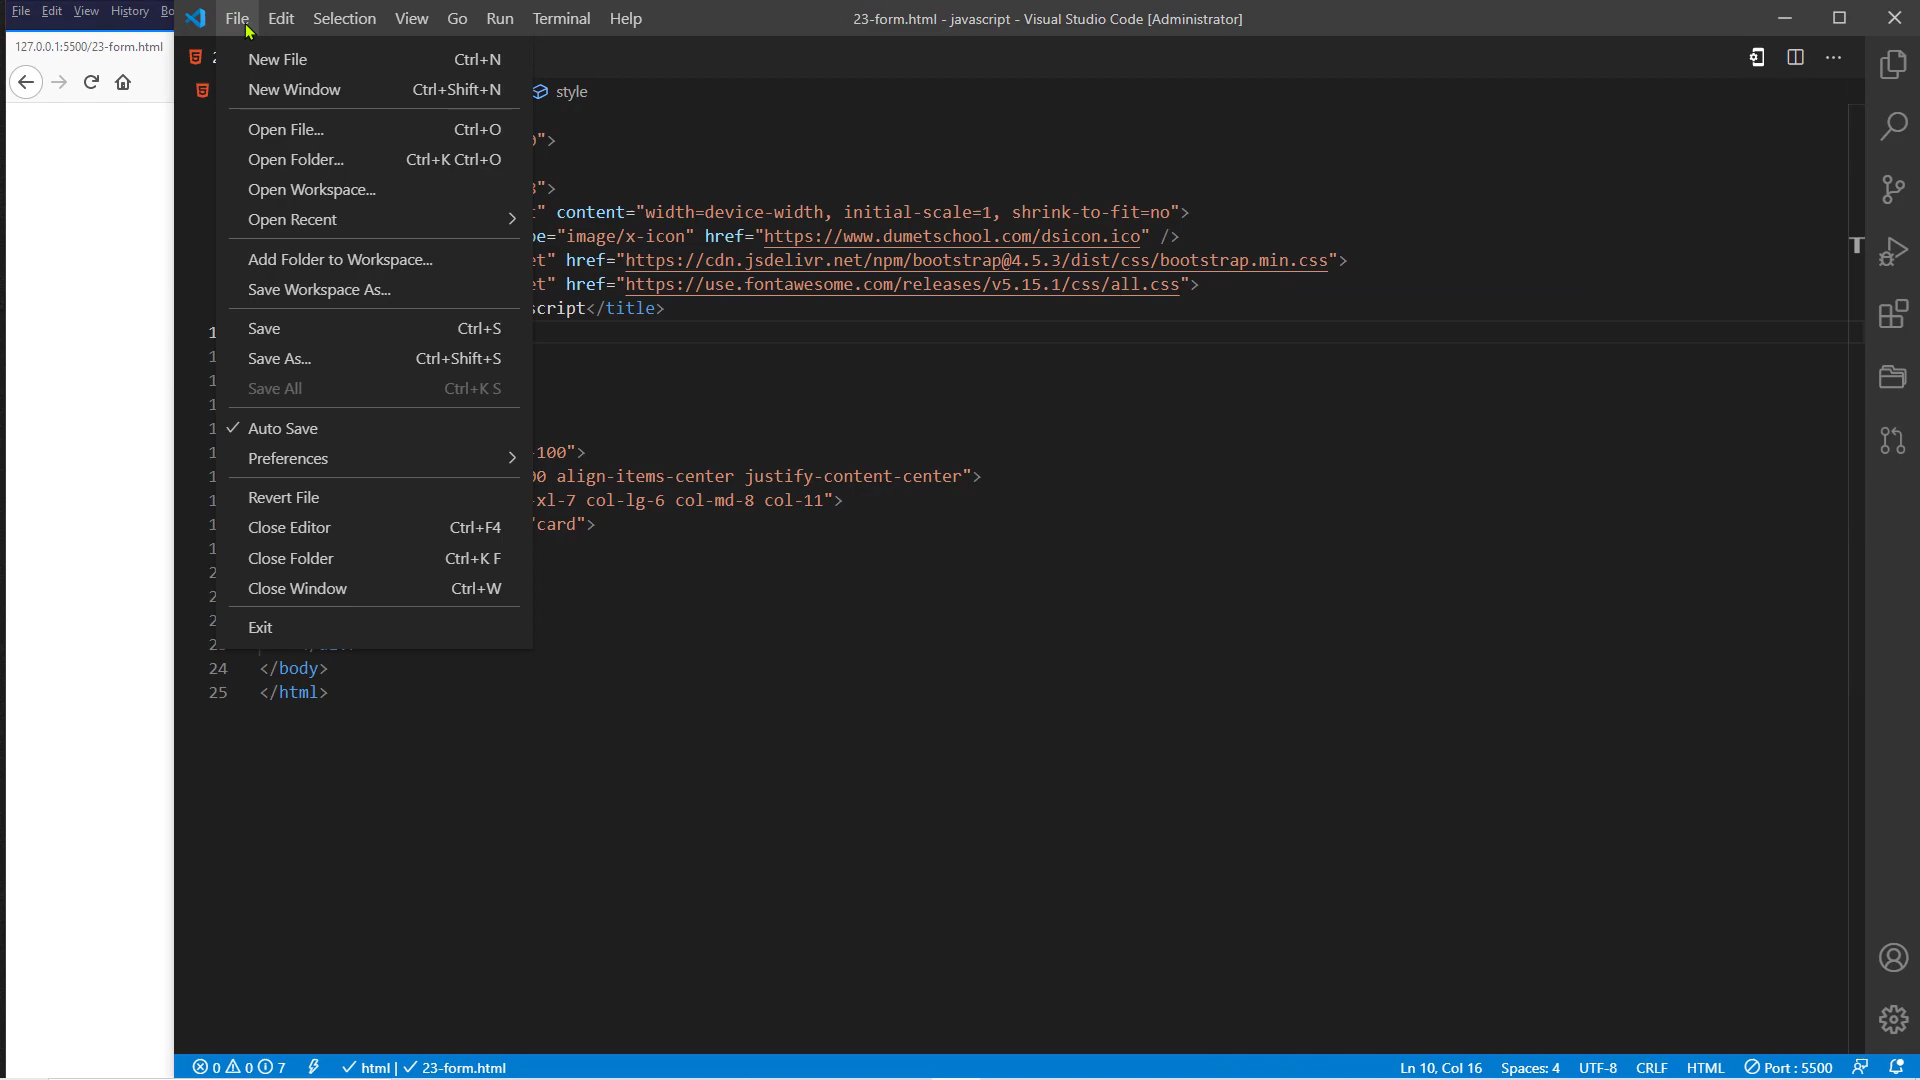 File Edit View History Bo
127.0.0.1:5500/23-form.html
File Edit Selection View Go Run Terminal Help
23-form.html - javascript - Visual Studio Code [Administrator]
New File Ctrl+N
New Window Ctrl+Shift+N
Open File... Ctrl+O
Open Folder... Ctrl+K Ctrl+O
Open Workspace...
Open Recent
Add Folder to Workspace...
Save Workspace As...
Save Ctrl+S
Save As... Ctrl+Shift+S
Save All Ctrl+K S
Auto Save
Preferences
Revert File
Close Editor Ctrl+F4
Close Folder Ctrl+K F
Close Window Ctrl+W
Exit
style
">
">
" content="width=device-width, initial-scale=1, shrink-to-fit=no">
pe="image/x-icon" href="https://www.dumetschool.com/dsicon.ico" />
et" href="https://cdn.jsdelivr.net/npm/bootstrap@4.5.3/dist/css/bootstrap.min.css">
et" href="https://use.fontawesome.com/releases/v5.15.1/css/all.css">
script</title>
-100">
00 align-items-center justify-content-center">
-xl-7 col-lg-6 col-md-8 col-11">
"card">
24 </body>
25 </html>
0 0 7 html | 23-form.html
Ln 10, Col 16 Spaces: 4 UTF-8 CRLF HTML Port : 5500